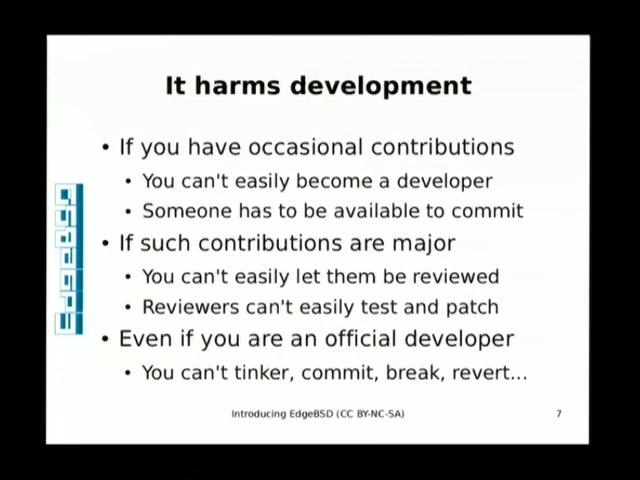 It harms development
• If you have occasional contributions
• You can't easily become a developer
• Someone has to be available to commit
• If such contributions are major
• You can't easily let them be reviewed
• Reviewers can't easily test and patch
• Even if you are an official developer
• You can't tinker, commit, break, revert...
Introducing EdgeBSD (CC BY-NC-SA)
7